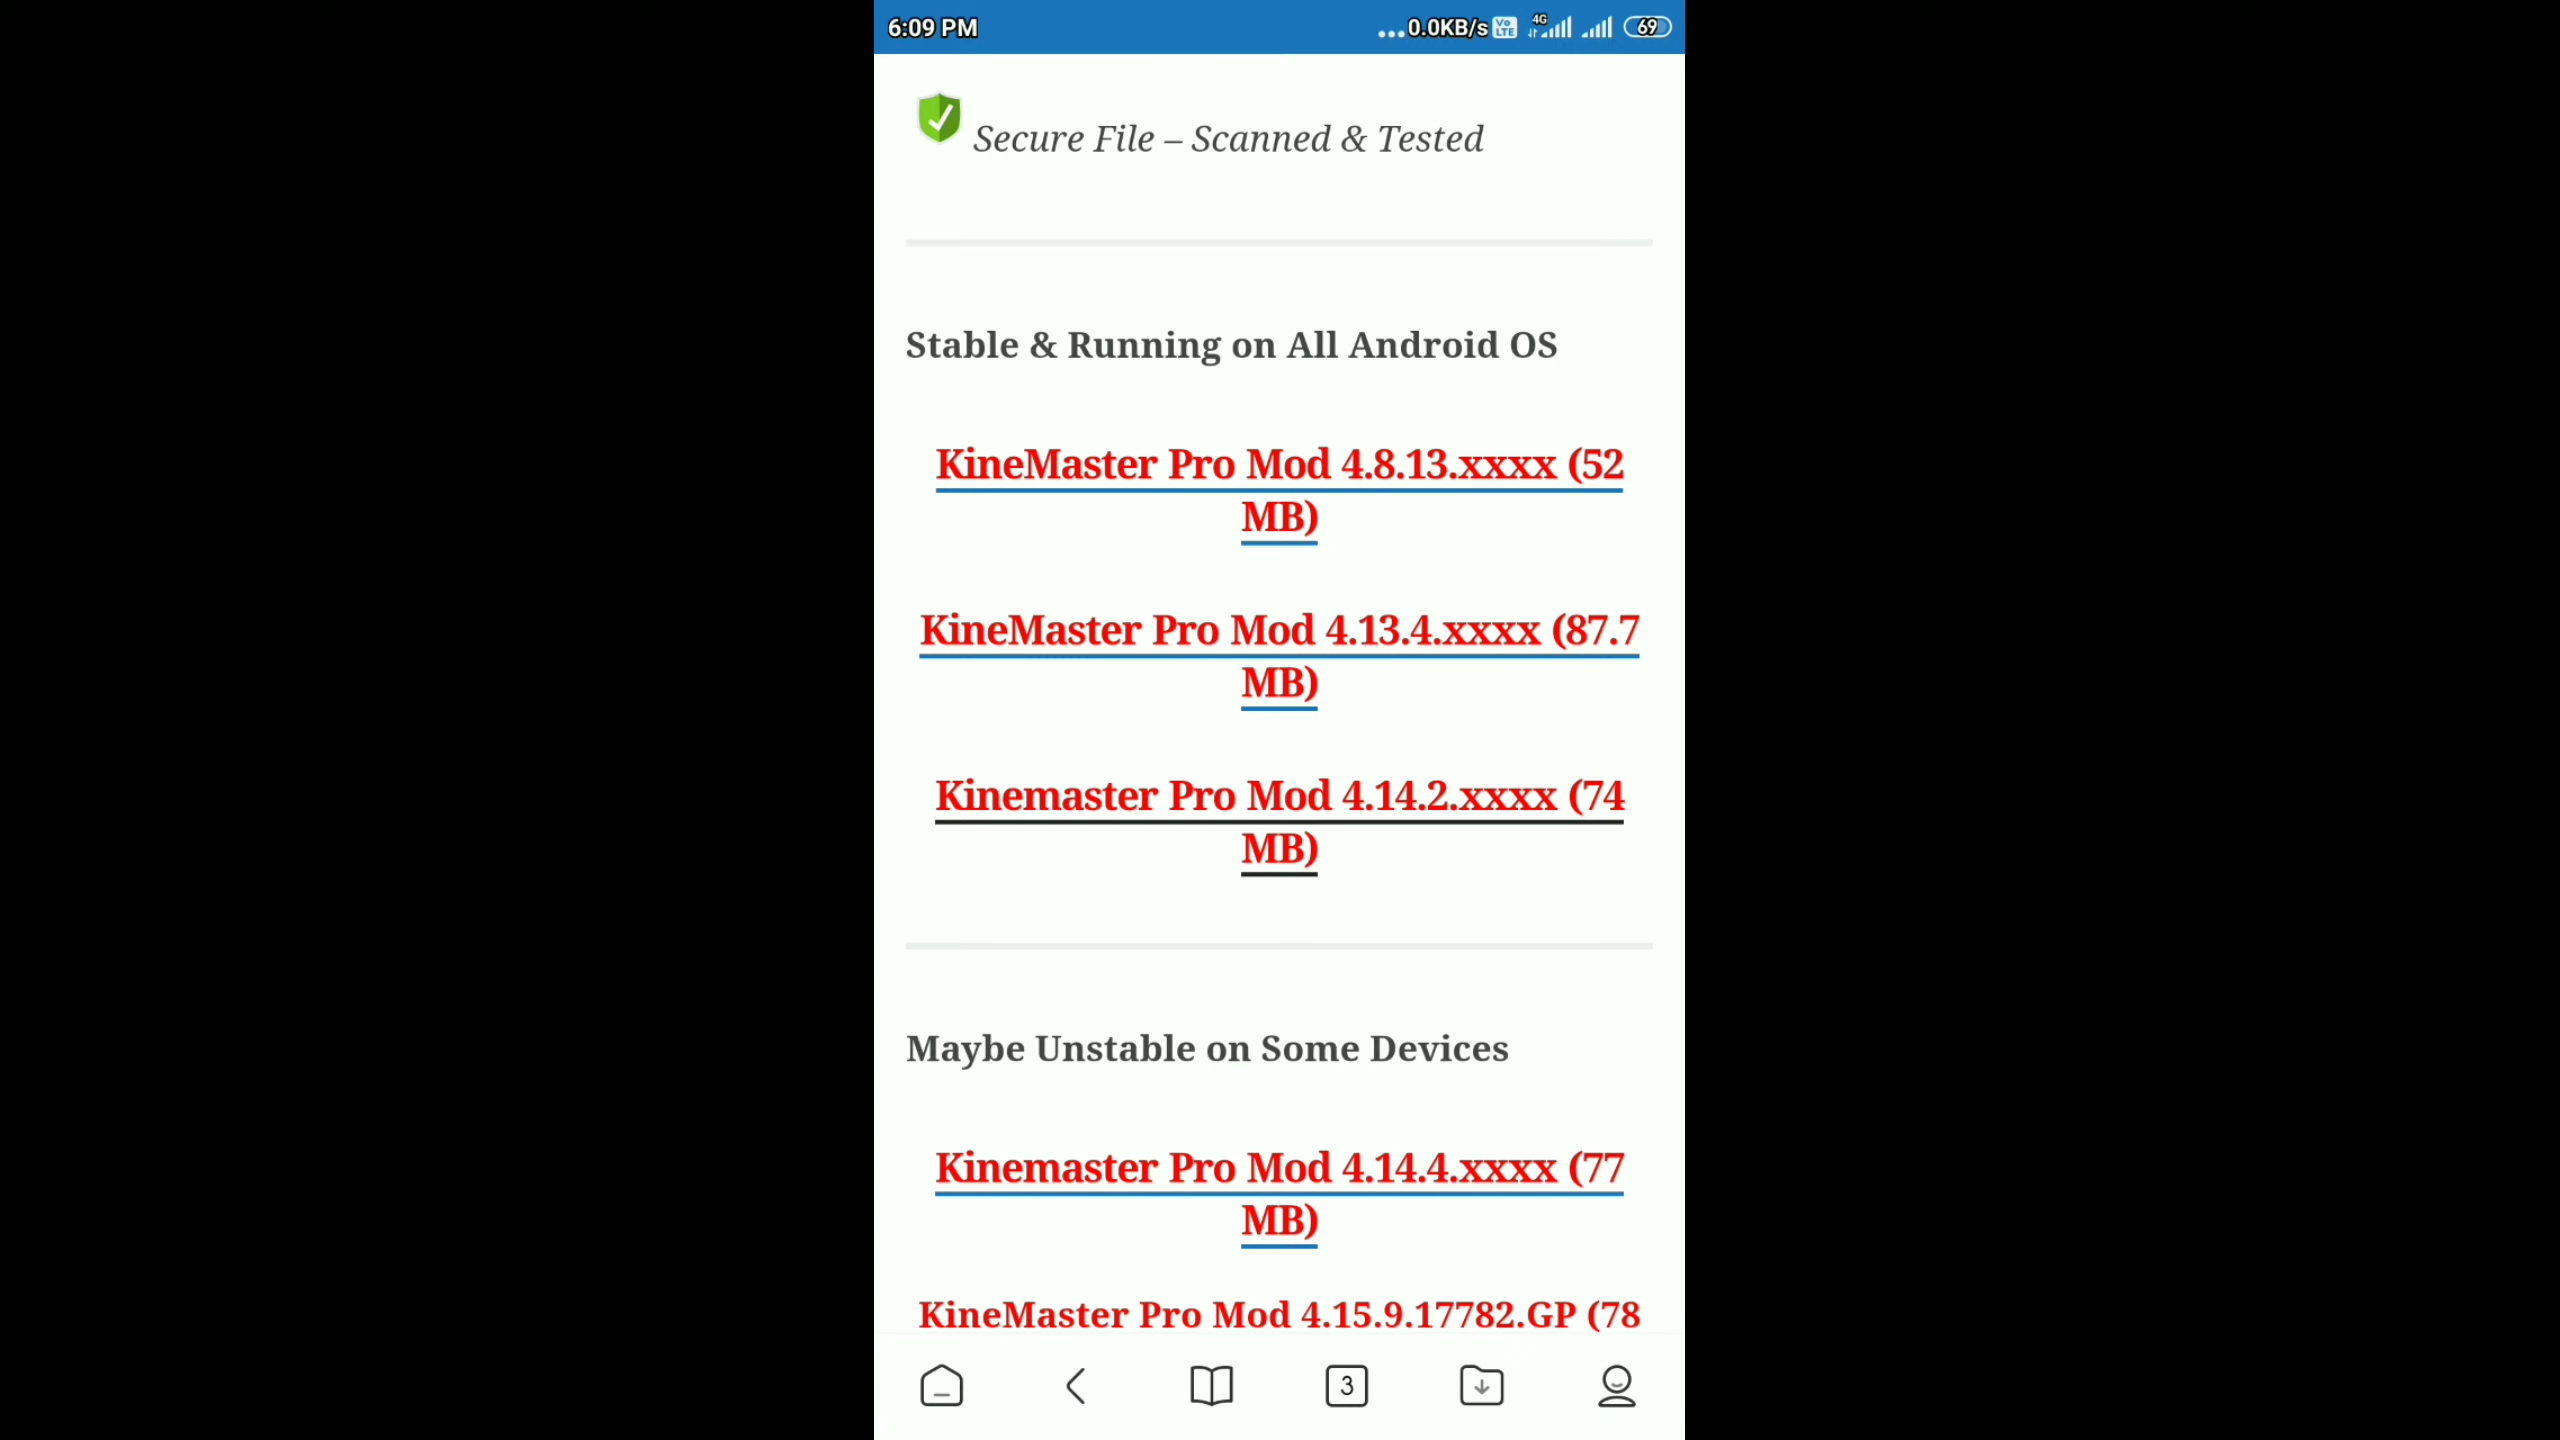 6:09 PM
...0.0KB/s Vo LTE 4G 69
Secure File – Scanned & Tested
Stable & Running on All Android OS
KineMaster Pro Mod 4.8.13.xxxx (52
MB)
KineMaster Pro Mod 4.13.4.xxxx (87.7
MB)
Kinemaster Pro Mod 4.14.2.xxxx (74
MB)
Maybe Unstable on Some Devices
Kinemaster Pro Mod 4.14.4.xxxx (77
MB)
KineMaster Pro Mod 4.15.9.17782.GP (78
3